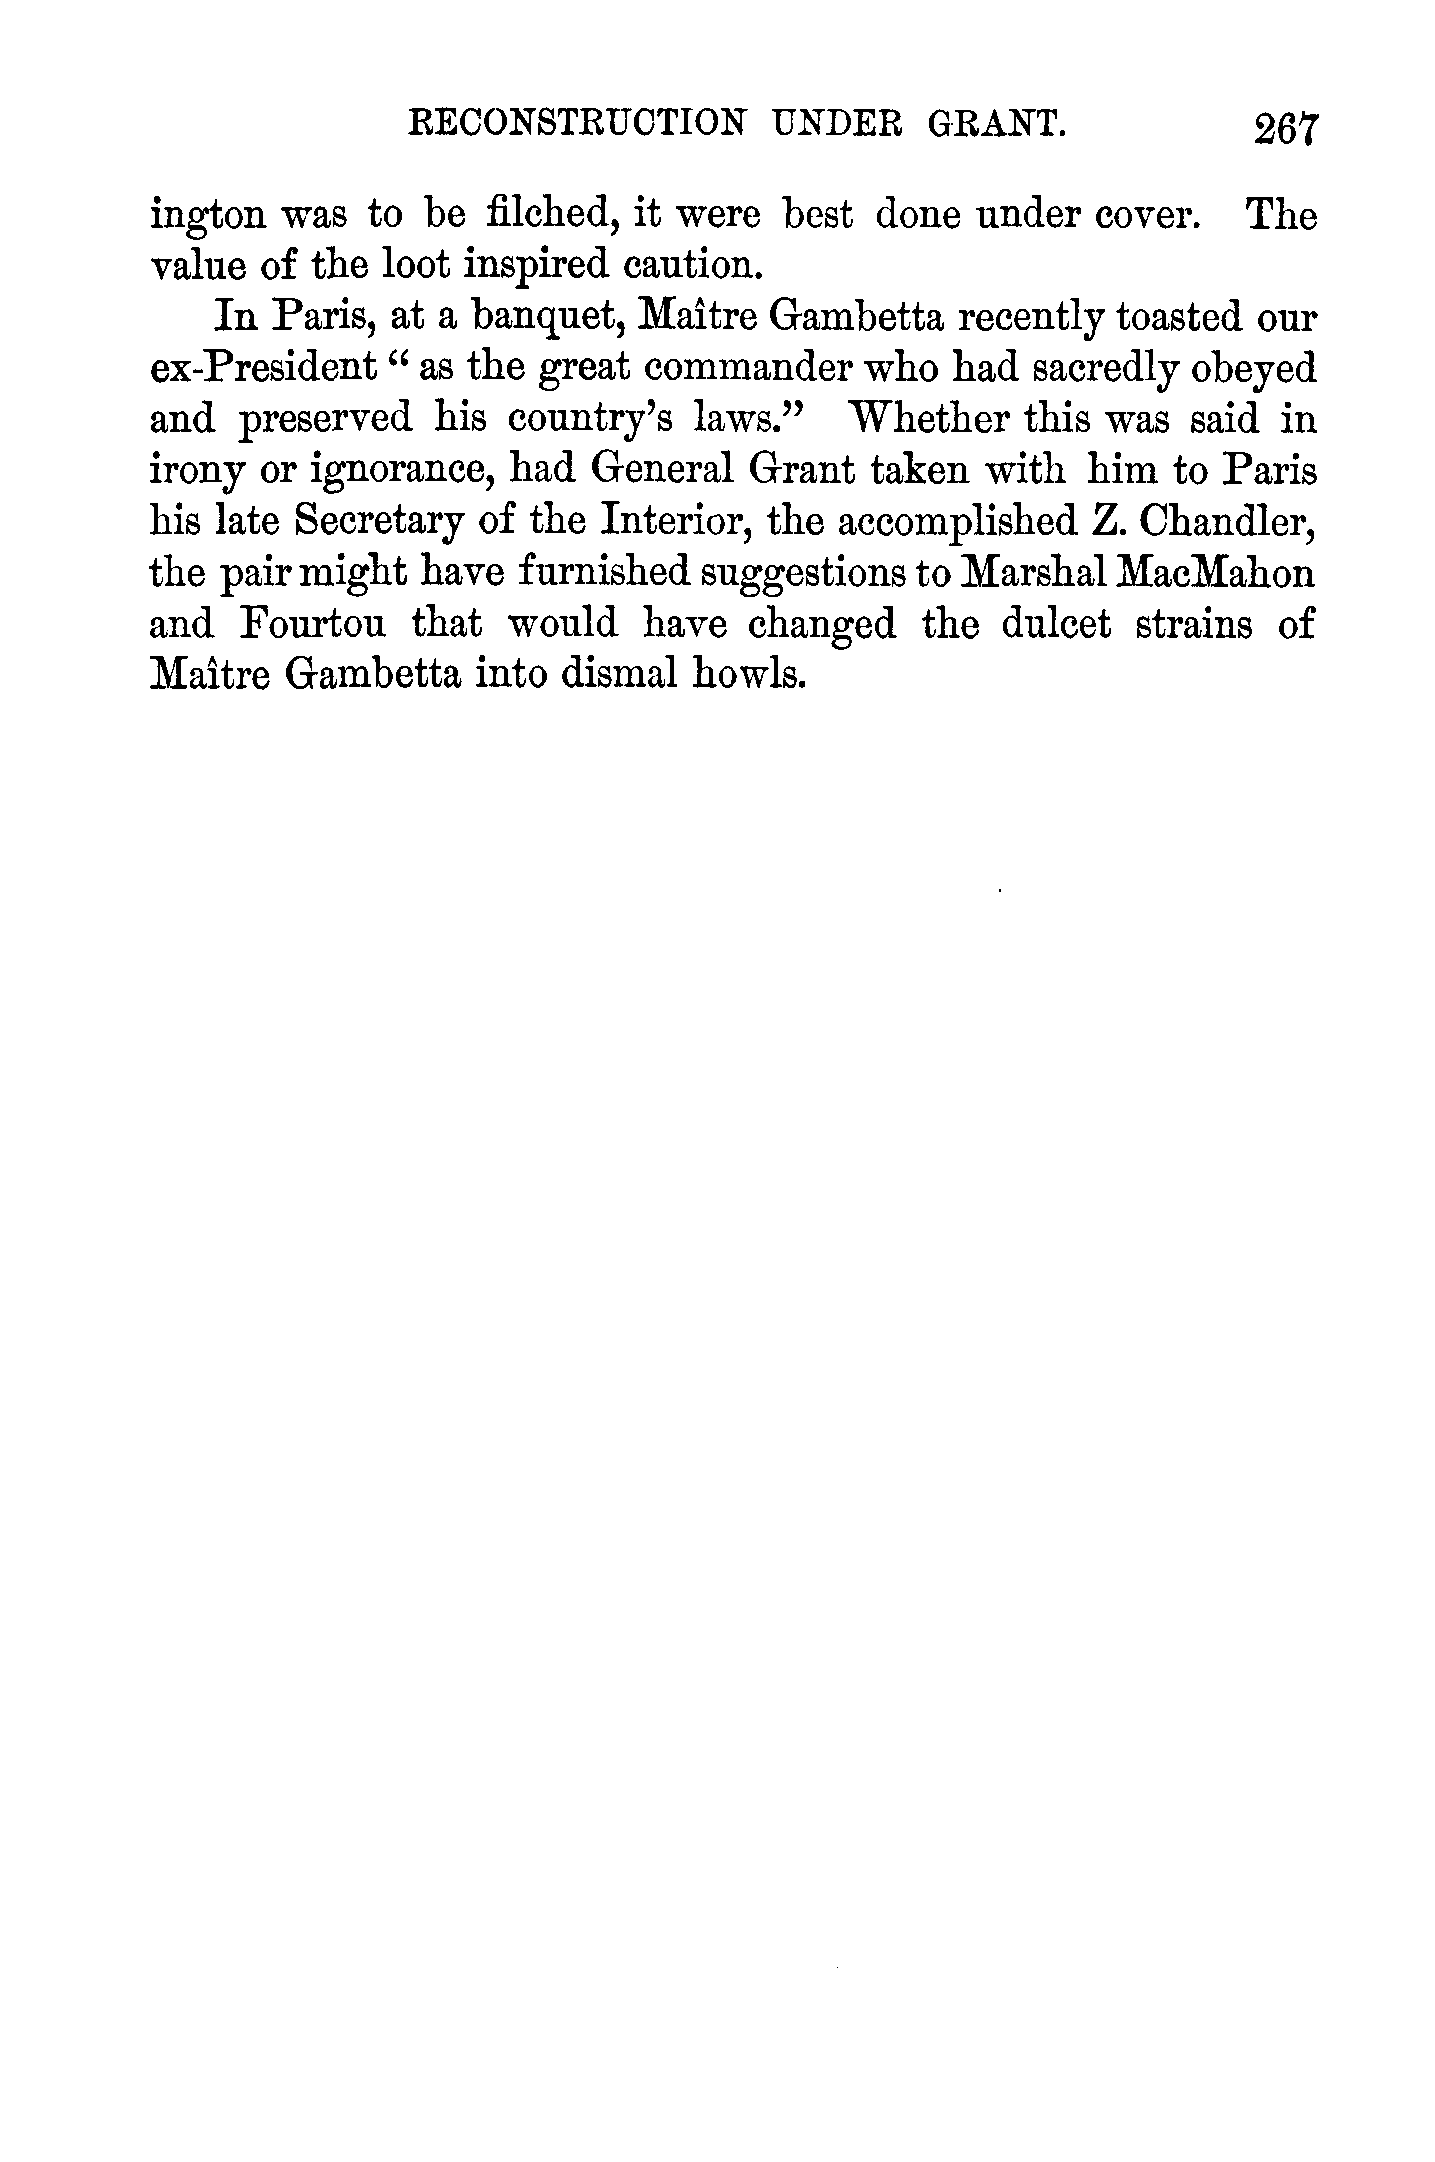 RECONSTRUCTION UNDER GRANT. 267
ington was to be filched, it were best done under cover. The
value of the loot inspired caution.
In Paris, at a banquet, Maître Gambetta recently toasted our
ex-President “ as the great commander who had sacredly obeyed
and preserved his country’s laws.” Whether this was said in
irony or ignorance, had General Grant taken with him to Paris
his late Secretary of the Interior, the accomplished Z. Chandler,
the pair might have furnished suggestions to Marshal MacMahon
and Fourtou that would have changed the dulcet strains of
Maître Gambetta into dismal howls.